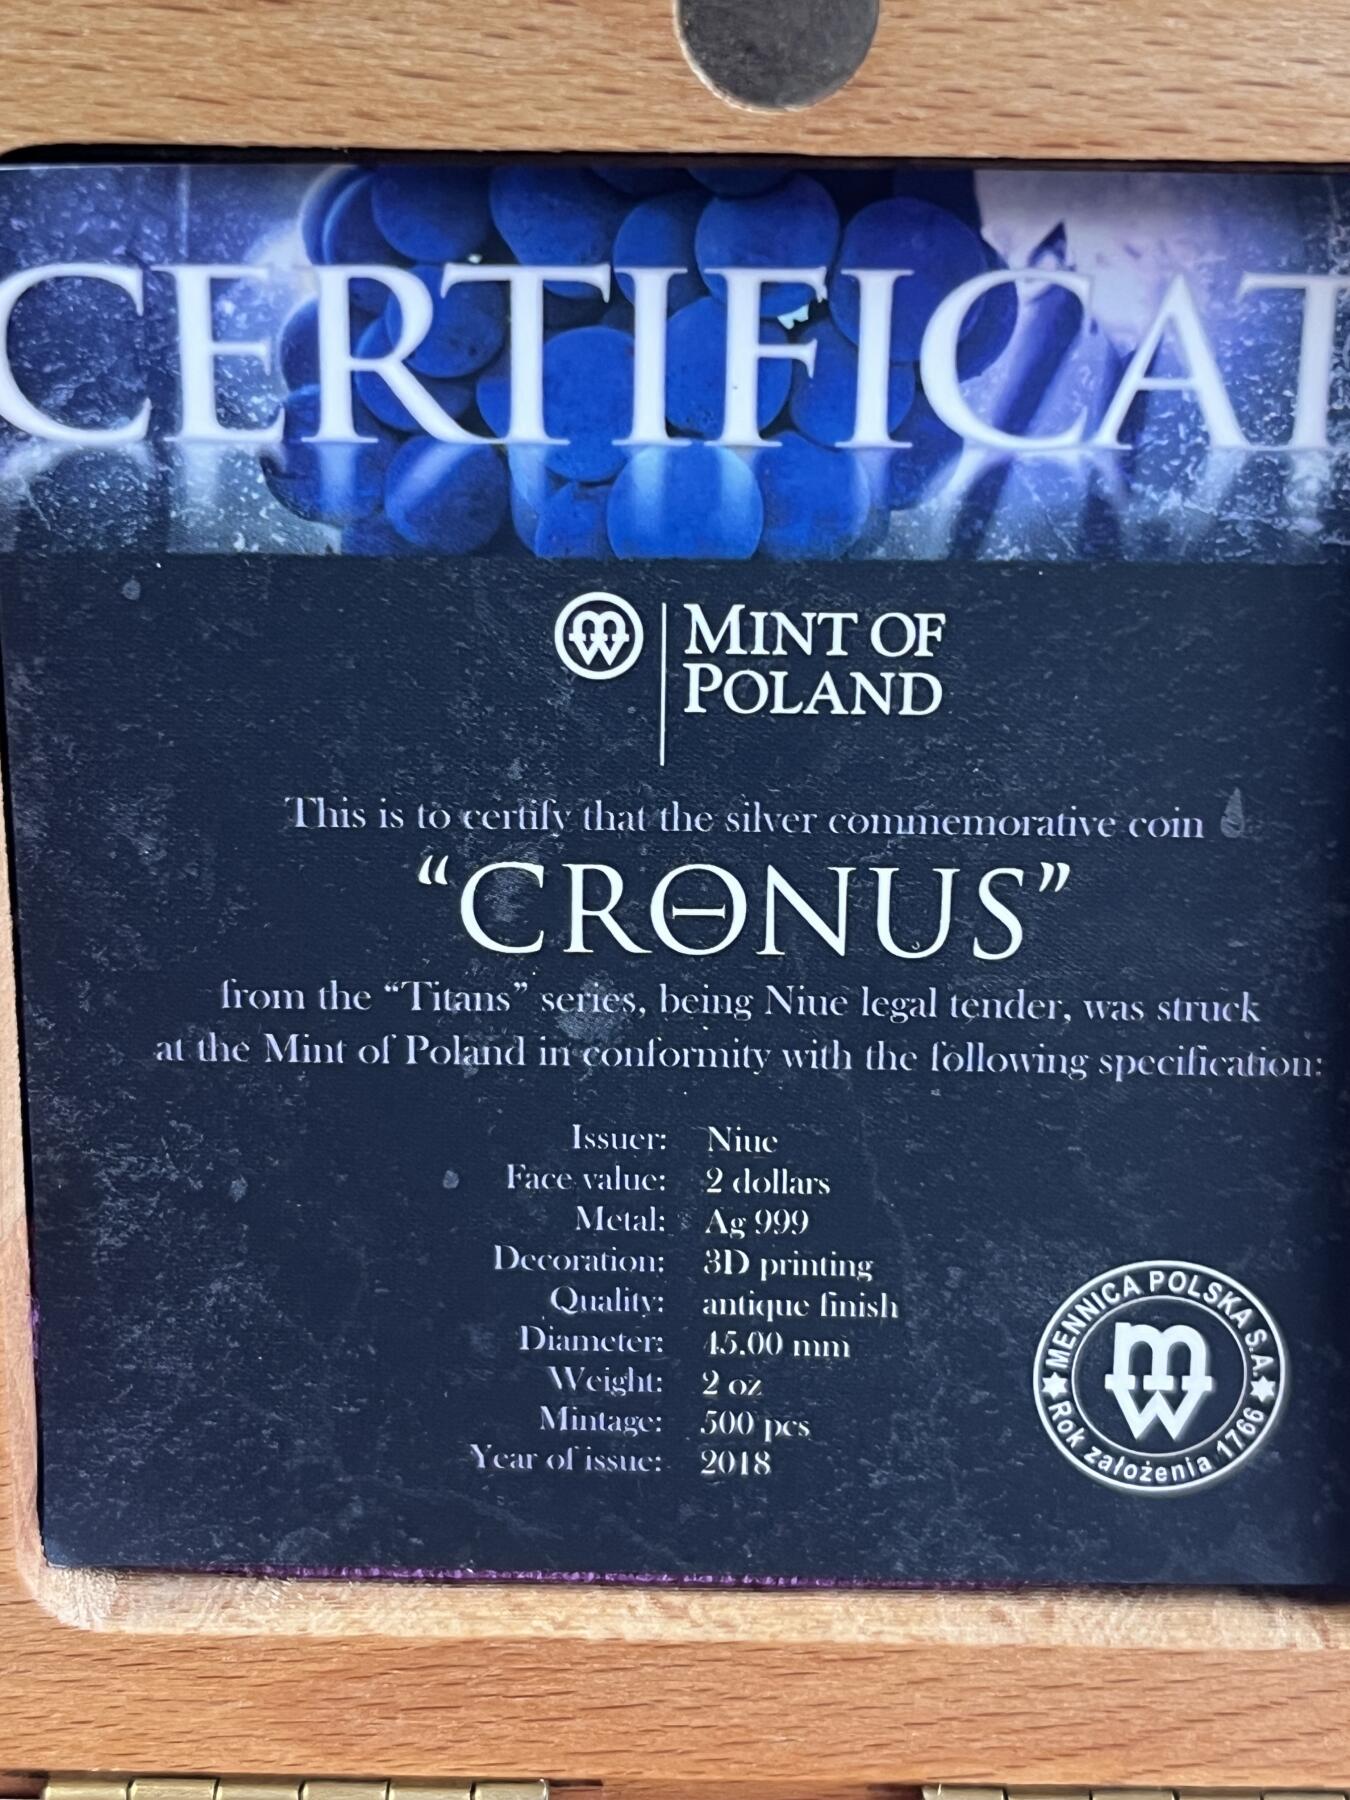 CERTIFICAT
MINT OF
POLAND
This is to certify that the silver commemorative coin
“CRONUS”
from the “Titans” series, being Niue legal tender, was struck
at the Mint of Poland in conformity with the following specification:
Issuer: Niue
Face value: 2 dollars
Metal: Ag 999
Decoration: 3D printing
Quality: antique finish
Diameter: 45.00 mm
Weight: 2 oz
Mintage: 500 pcs
Year of issue: 2018
MENNICA POLSKA S.A.
Rok założenia 1766